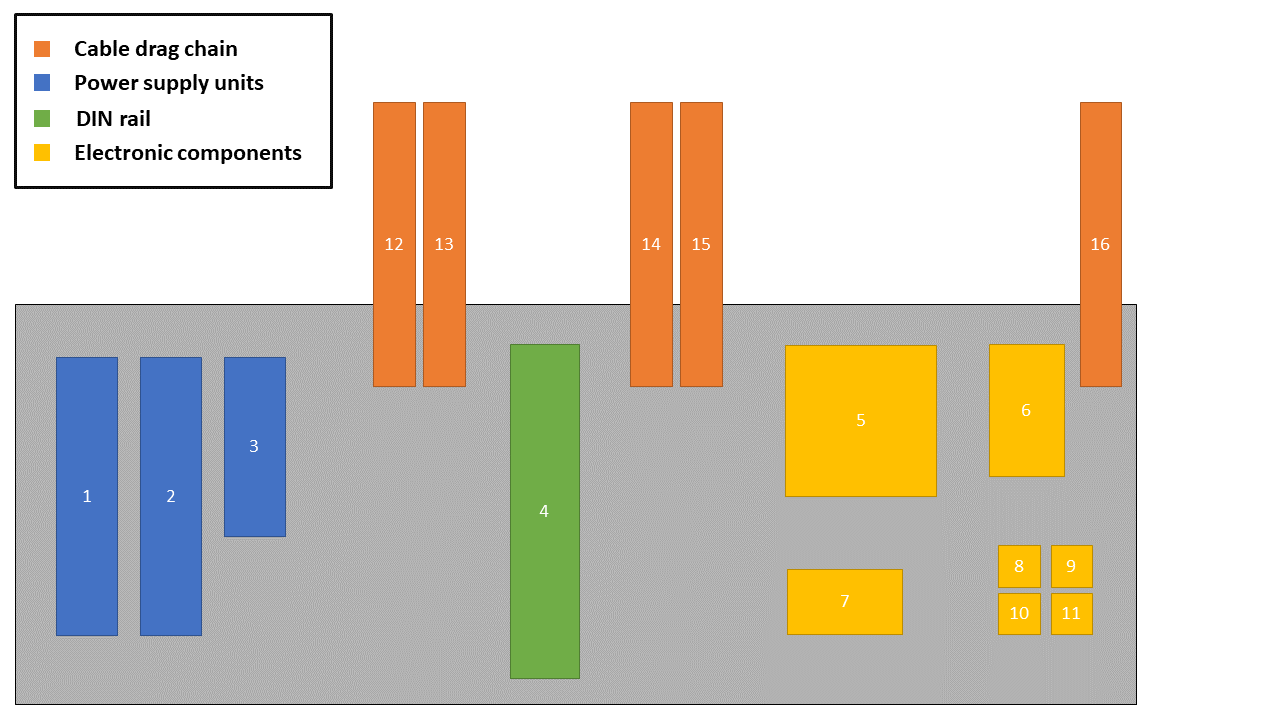 Cable drag chain
Power supply units
DIN rail
Electronic components
12 13 14 15 16
6
5
3
1 2
4
8 9
7
10 11